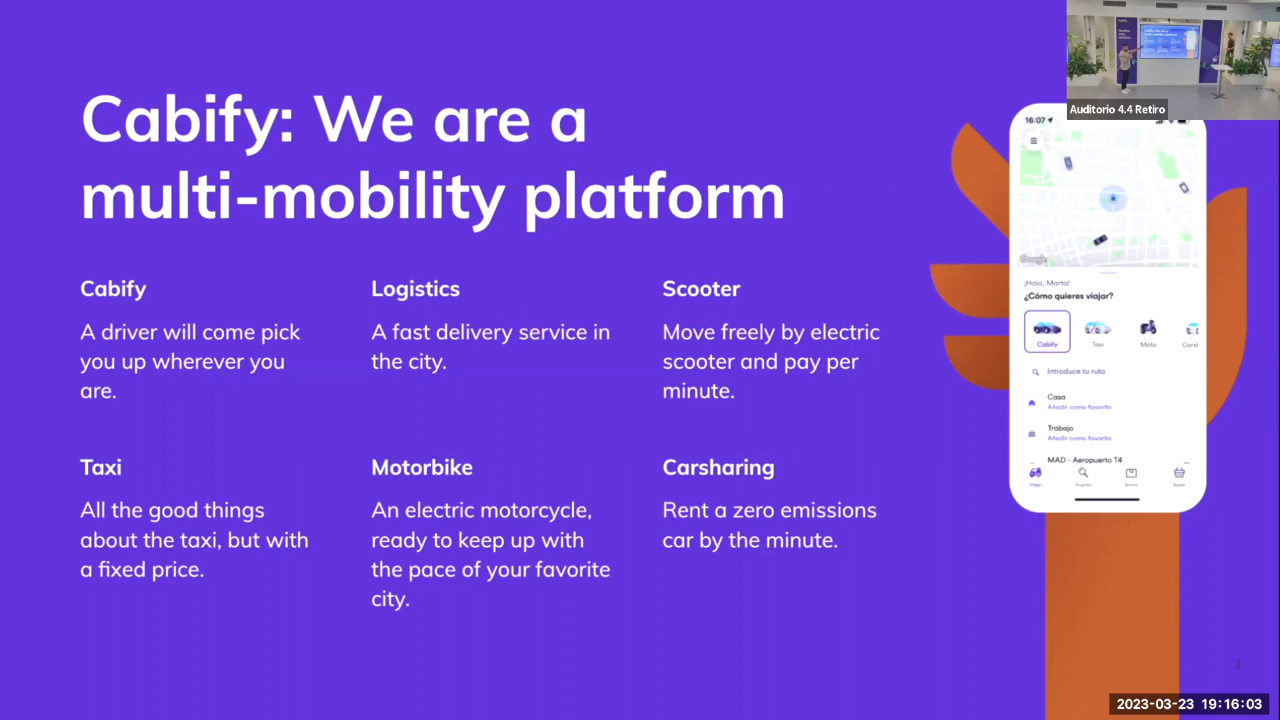 Cabify: We are a
multi-mobility platform
Cabify
A driver will come pick
you up wherever you
are.
Logistics
A fast delivery service in
the city.
Scooter
Move freely by electric
scooter and pay per
minute.
Taxi
All the good things
about the taxi, but with
a fixed price.
Motorbike
An electric motorcycle,
ready to keep up with
the pace of your favorite
city.
Carsharing
Rent a zero emissions
car by the minute.
Auditorio 4.4 Retiro
16:07
Google
¡Hola, Marta!
¿Cómo quieres viajar?
Cabify
Taxi
Moto
Introduce tu ruta
Casa
Añadir como favorito
Trabajo
Añadir como favorito
MAD - Aeropuerto T4
3
2023-03-23 19:16:03